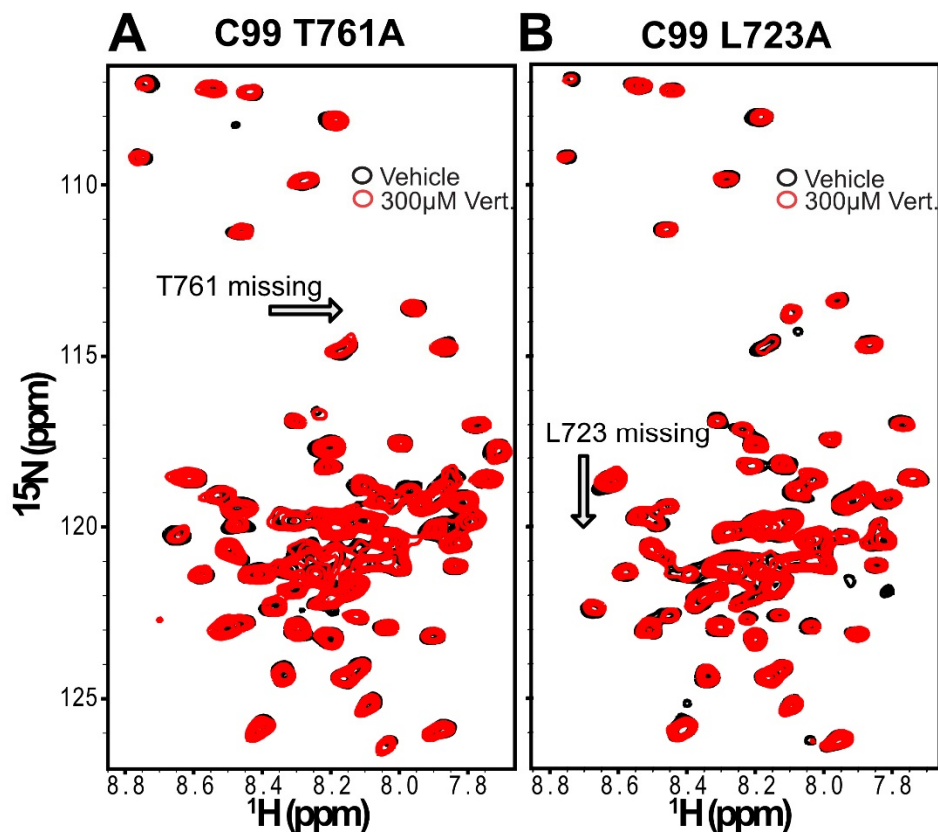 A C99 T761A
B C99 L723A
Vehicle
300µM Vert.
T761 missing
Vehicle
300µM Vert.
L723 missing
110
115
120
125
15N (ppm)
8.8 8.6 8.4 8.2 8.0 7.8
1H (ppm)
8.8 8.6 8.4 8.2 8.0 7.8
1H (ppm)